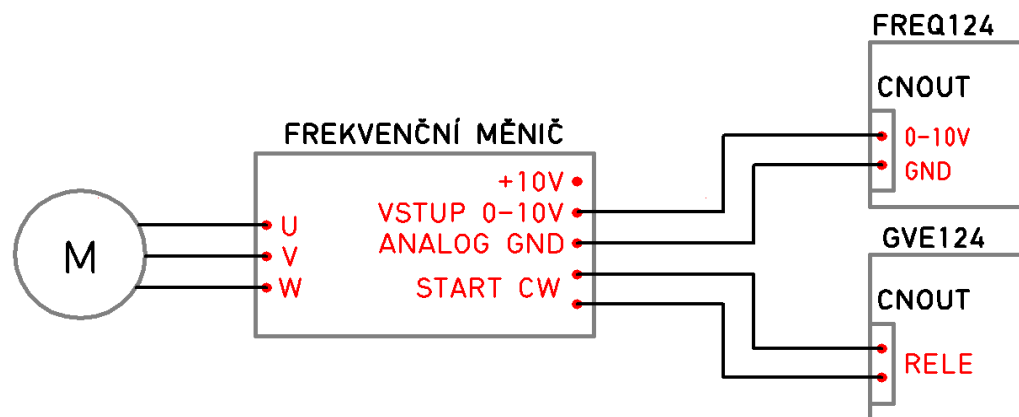 FREQ124
CNOUT
0-10V
GND
FREKVENČNÍ MĚNIČ
+10V
VSTUP 0-10V
ANALOG GND
START CW
U
V
W
M
GVE124
CNOUT
RELE